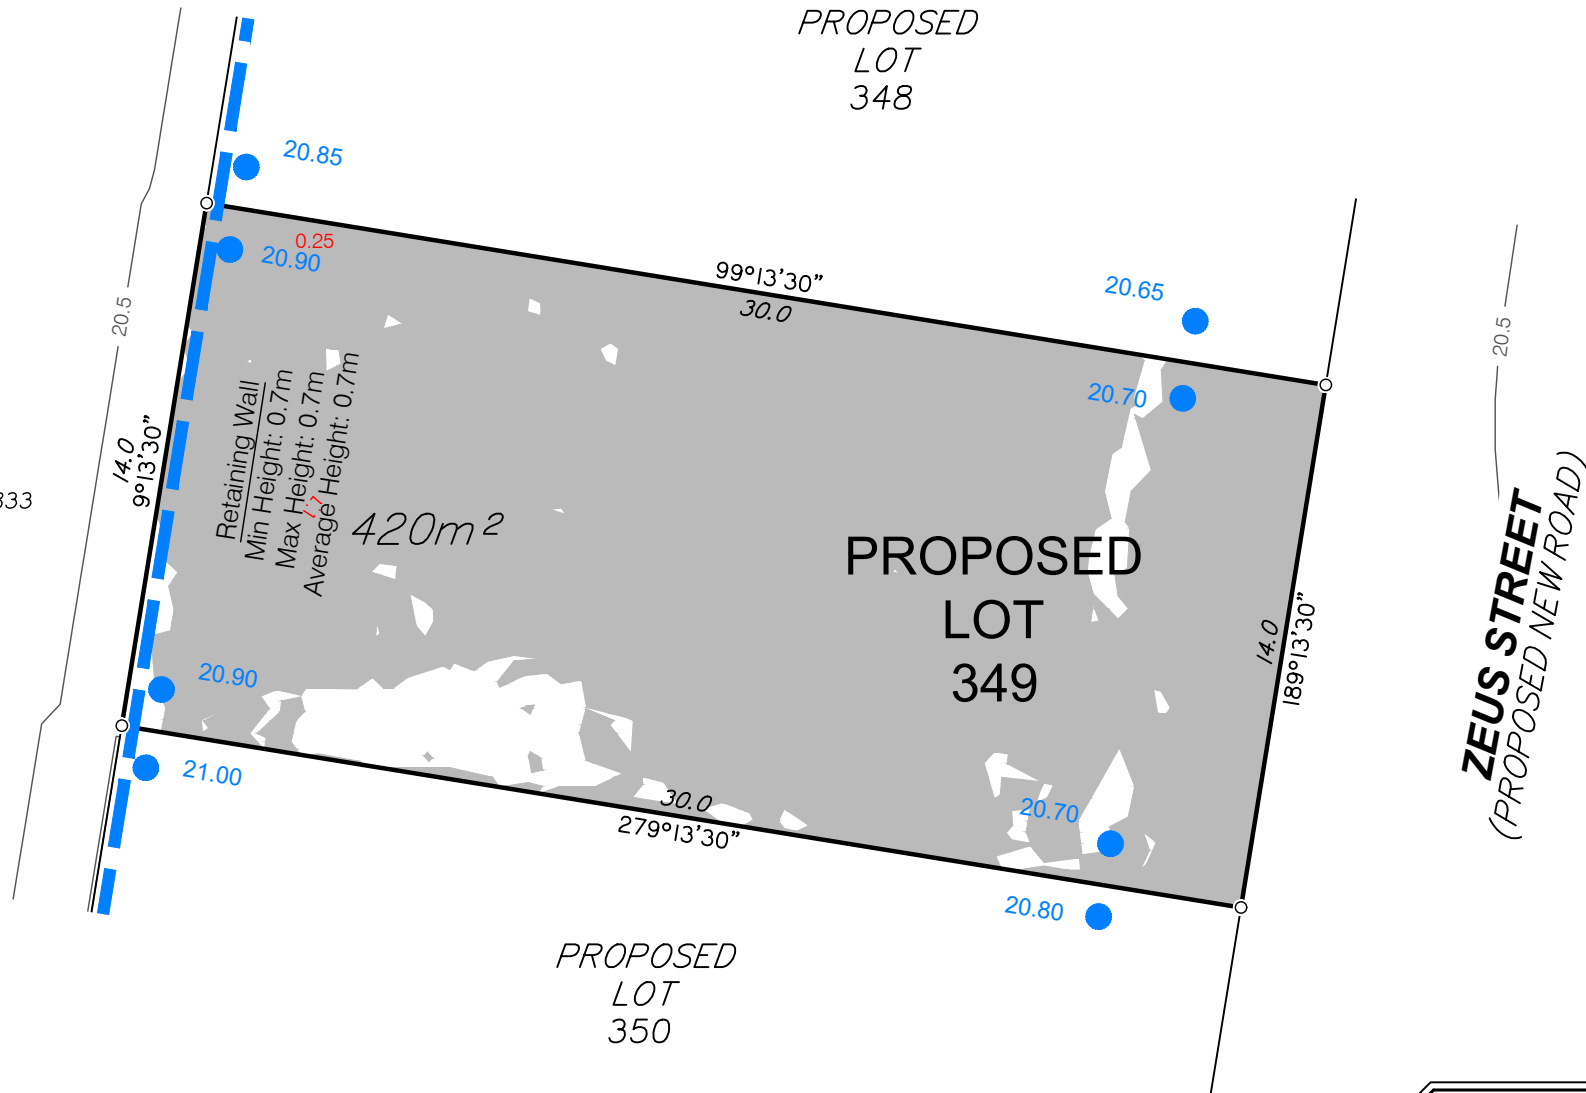 PROPOSED
LOT
348
20.85
0.25
20.90
99°13'30"
30.0
20.65
20.70
20.5
20.5
14.0
9°13'30"
333
Retaining Wall
Min Height: 0.7m
Max Height: 0.7m
Average Height: 0.7m
420m²
PROPOSED
LOT
349
14.0
189°13'30"
ZEUS STREET
(PROPOSED NEW ROAD)
20.90
21.00
30.0
279°13'30"
20.70
20.80
PROPOSED
LOT
350